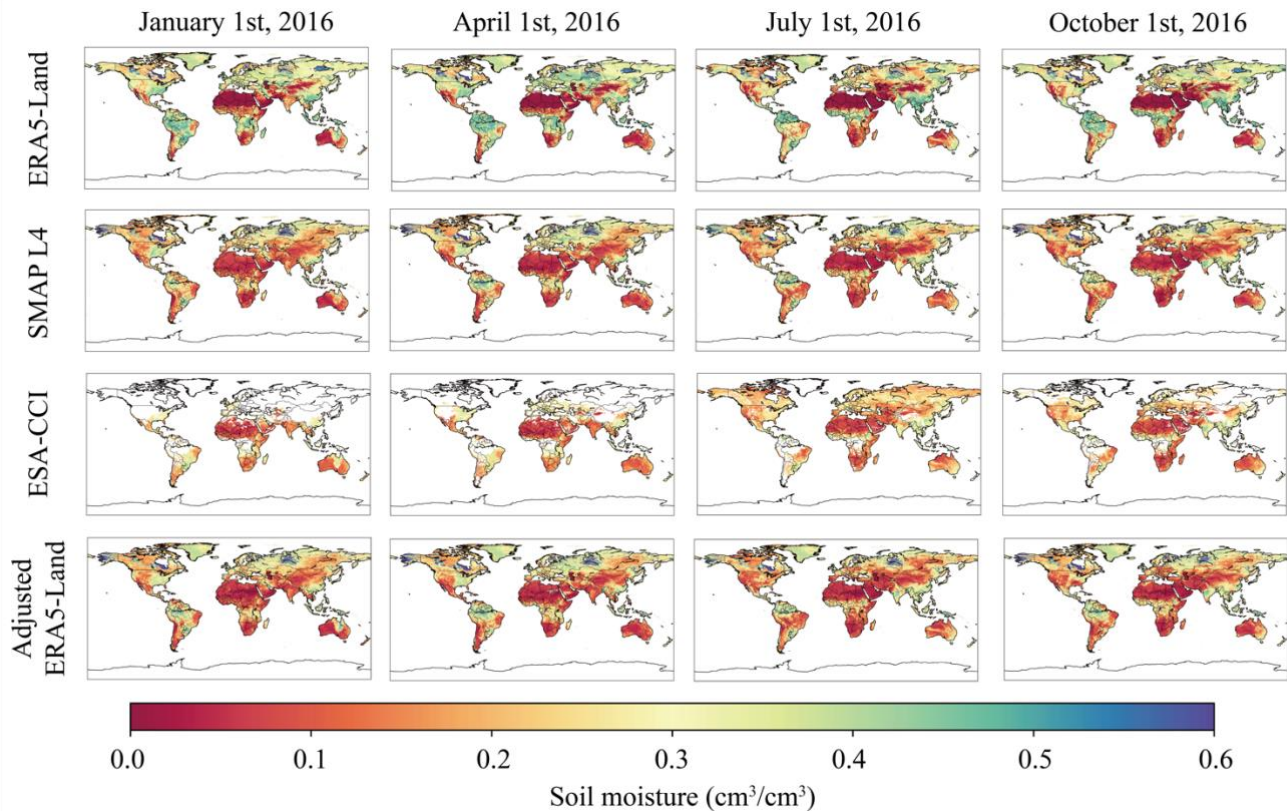 January 1st, 2016
April 1st, 2016
July 1st, 2016
October 1st, 2016
ERA5-Land
SMAP L4
ESA-CCI
Adjusted
ERA5-Land
0.0
0.1
0.2
0.3
0.4
0.5
0.6
Soil moisture (cm³/cm³)